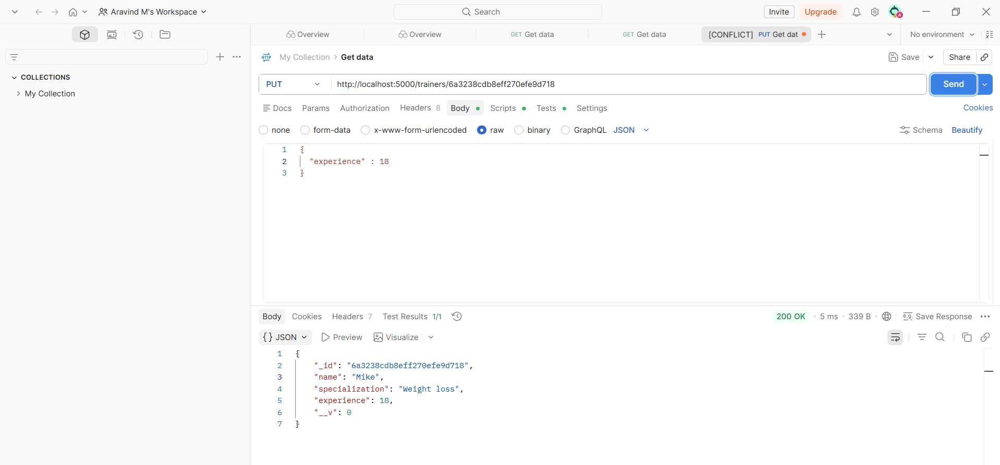 Aravind M's Workspace
Search
Invite
Upgrade
A
Overview
Overview
GET Get data
GET Get data
[CONFLICT] PUT Get dat
No environment
COLLECTIONS
My Collection
HTTP My Collection > Get data
Save
Share
PUT
http://localhost:5000/trainers/6a3238cdb8eff270efe9d718
Send
Docs Params Authorization Headers 8 Body Scripts Tests Settings
Cookies
none form-data x-www-form-urlencoded raw binary GraphQL JSON
Schema Beautify
1 {
2 "experience" : 18
3 }
Body Cookies Headers 7 Test Results 1/1
200 OK • 5 ms • 339 B • e.g. Save Response
{} JSON Preview Visualize
1 {
2 "_id": "6a3238cdb8eff270efe9d718",
3 "name": "Mike",
4 "specialization": "Weight loss",
5 "experience": 18,
6 "__v": 0
7 }